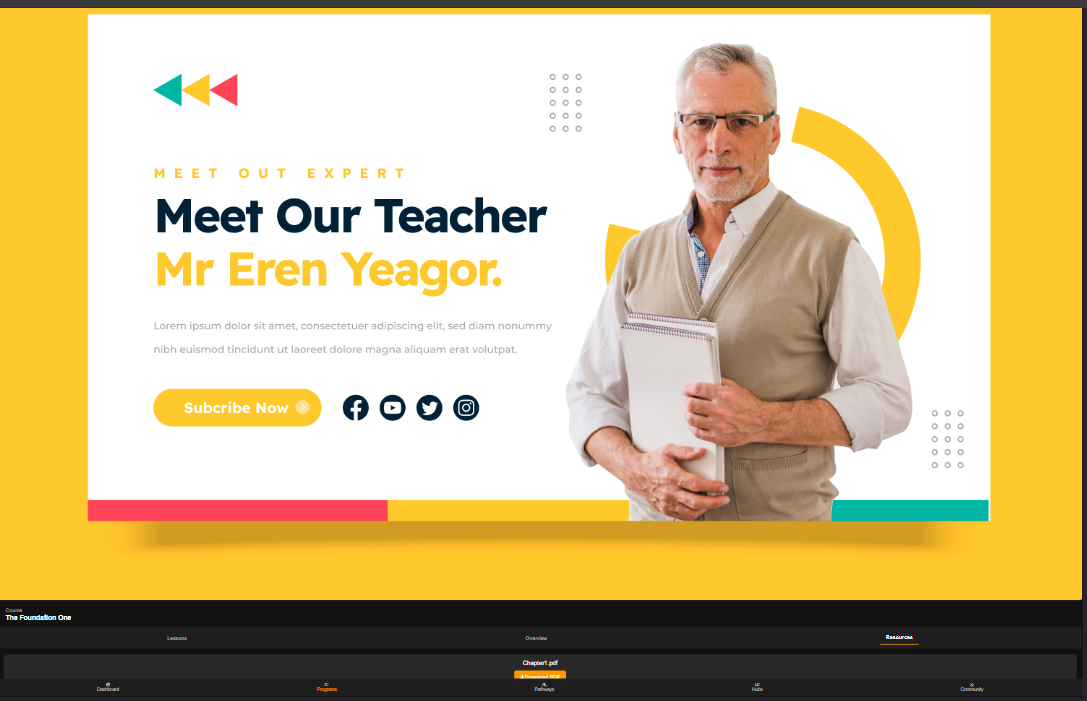 MEET OUT EXPERT
Meet Our Teacher
Mr Eren Yeagor.
Lorem ipsum dolor sit amet, consectetuer adipiscing elit, sed diam nonummy
nibh euismod tincidunt ut laoreet dolore magna aliquam erat volutpat.
Subcribe Now
Course
The Foundation One
Lessons Overview Resources
Chapter1.pdf
Download PDF
Dashboard Programs Pathways Hubs Community